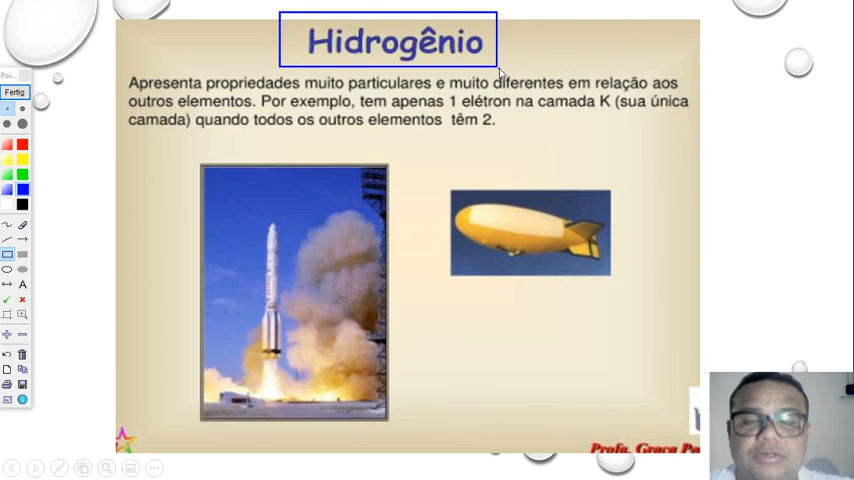 Hidrogênio
Apresenta propriedades muito particulares e muito diferentes em relação aos
outros elementos. Por exemplo, tem apenas 1 elétron na camada K (sua única
camada) quando todos os outros elementos têm 2.
Poi...
Fertig
A
Profa. Graça